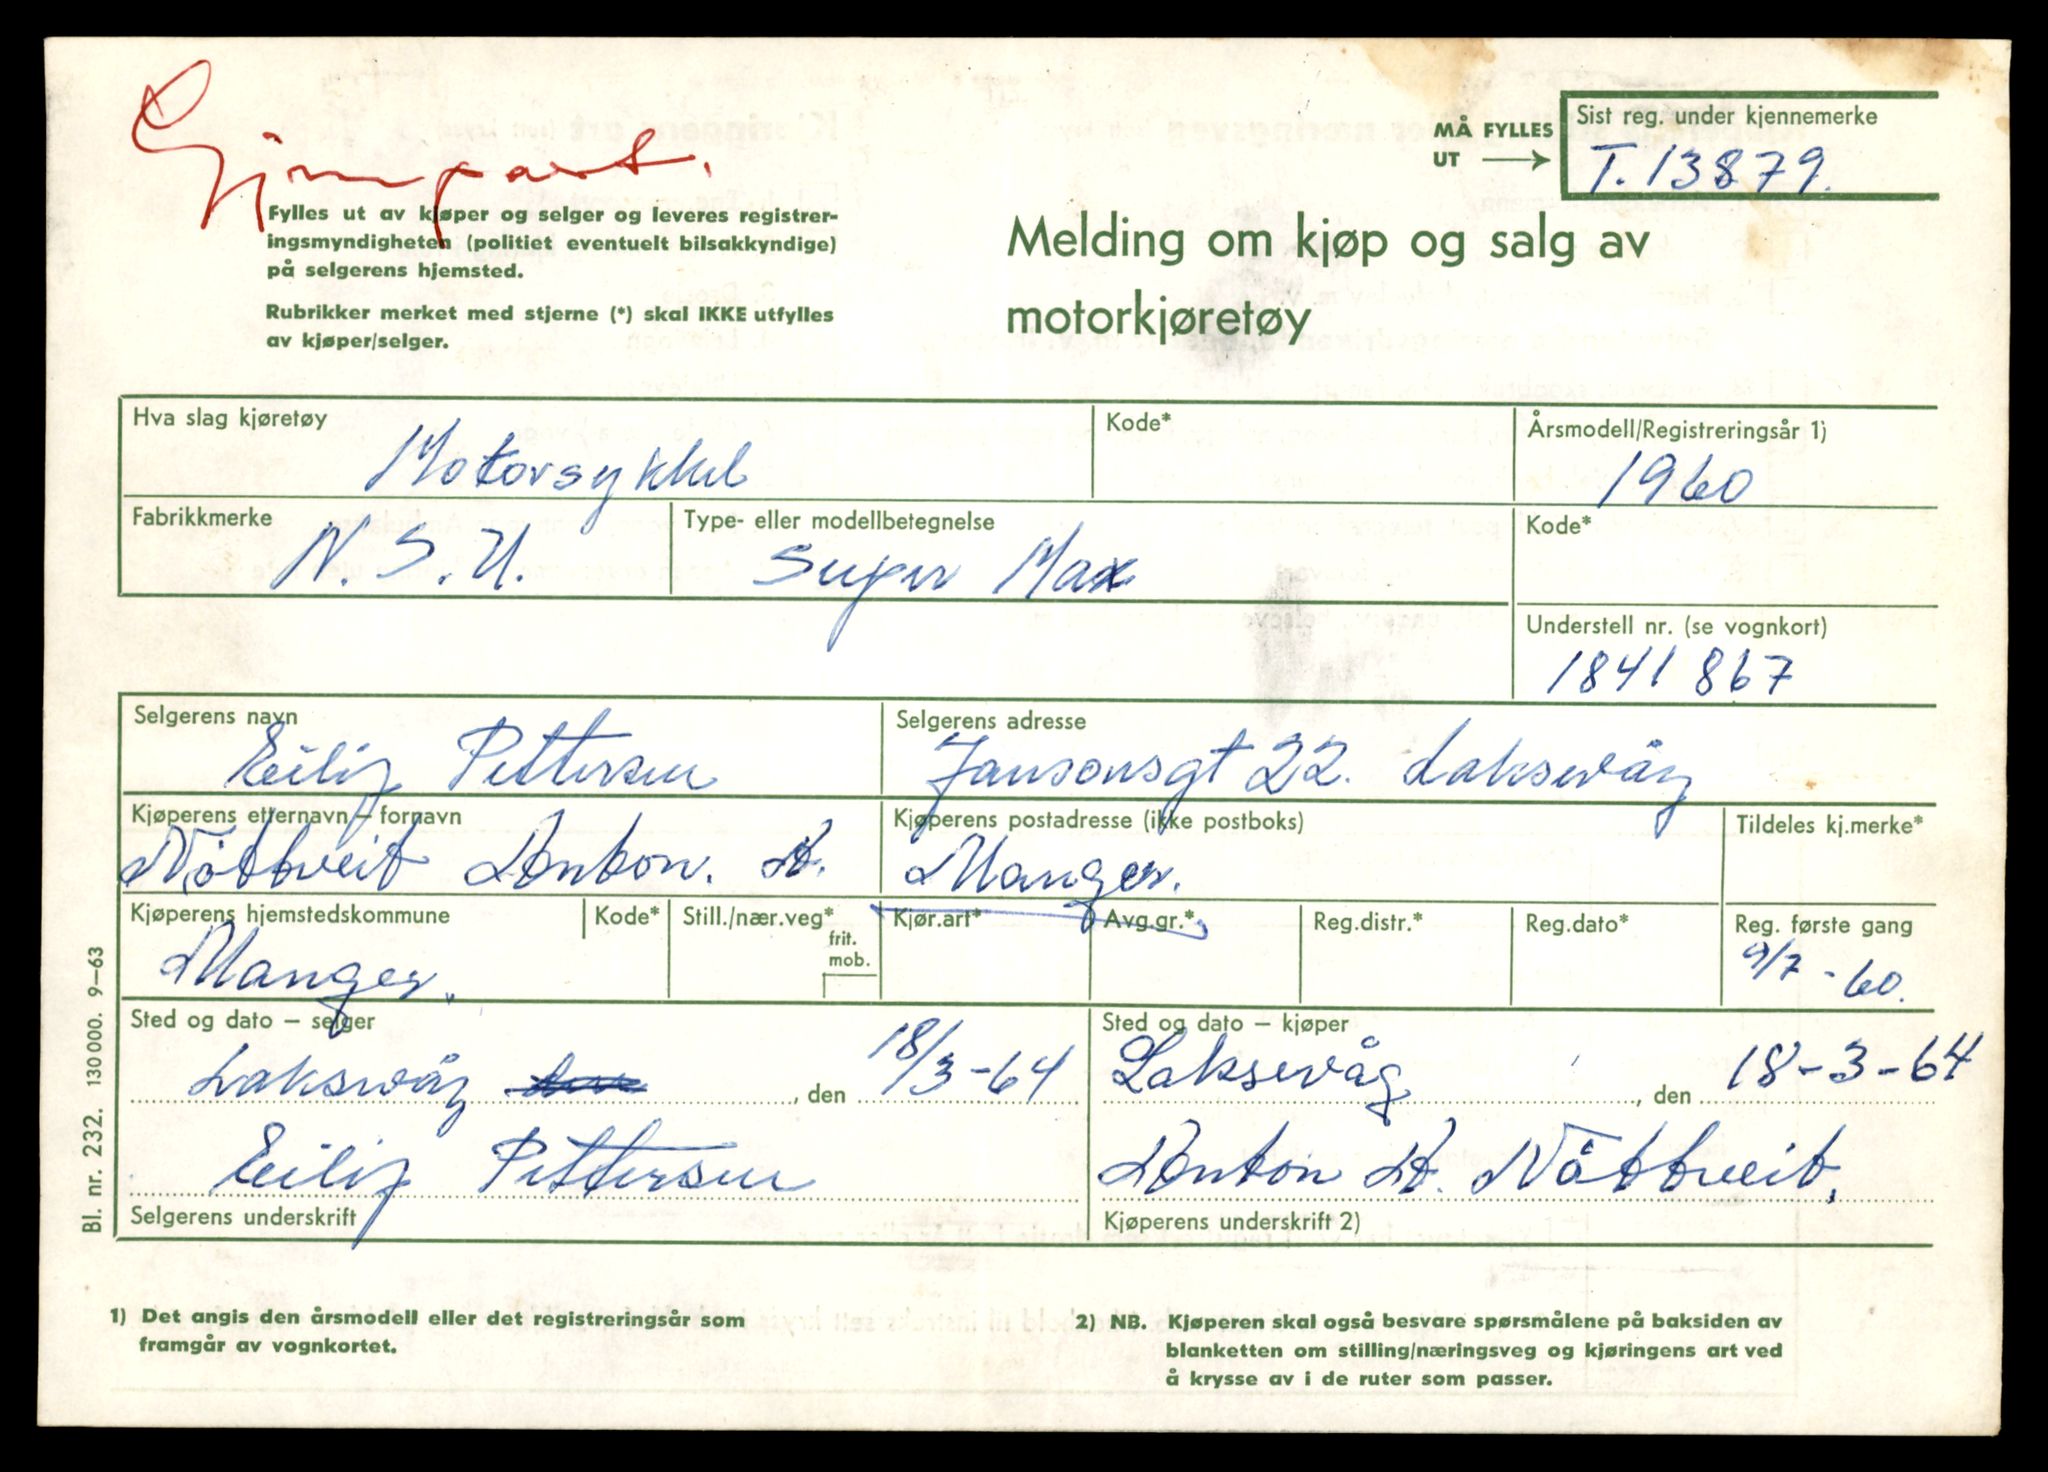 Gjenpart.
MÅ FYLLES
UT
Sist reg. under kjennemerke
T. 13879.
Fylles ut av kjøper og selger og leveres registrer-
ingsmyndigheten (politiet eventuelt bilsakkyndige)
på selgerens hjemsted.
Rubrikker merket med stjerne (*) skal IKKE utfylles
av kjøper/selger.
Melding om kjøp og salg av
motorkjøretøy
Hva slag kjøretøy
Motorsykkel
Kode*
Årsmodell/Registreringsår 1)
1960
Fabrikkmerke
N. S. U.
Type- eller modellbetegnelse
Super Max
Kode*
Understell nr. (se vognkort)
1841 867
Selgerens navn
Eilif Pettersen
Selgerens adresse
Jansonsgt 22. Laksevåg
Kjøperens etternavn – fornavn
Nåttveit Anton. A.
Kjøperens postadresse (ikke postboks)
Manger.
Tildeles kj.merke*
Kjøperens hjemstedskommune
Manger.
Kode*
Still./nær.veg*
frit.
mob.
Kjør.art*
Avg.gr.*
Reg.distr.*
Reg.dato*
Reg. første gang
9/7 - 60.
Sted og dato – selger
Laksevåg , den 18/3-64
Eilif Pettersen
Selgerens underskrift
Sted og dato – kjøper
Laksevåg , den 18-3-64
Anton A. Nåttveit.
Kjøperens underskrift 2)
Bl. nr. 232. 130 000. 9–63
1) Det angis den årsmodell eller det registreringsår som
framgår av vognkortet.
2) NB. Kjøperen skal også besvare spørsmålene på baksiden av
blanketten om stilling/næringsveg og kjøringens art ved
å krysse av i de ruter som passer.